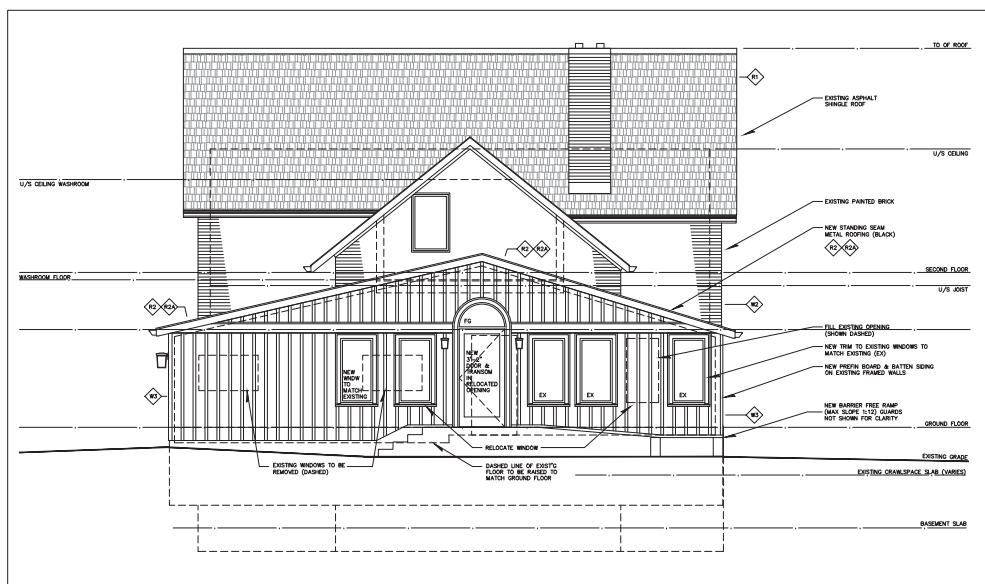 TO OF ROOF
R1
EXISTING ASPHALT
SHINGLE ROOF
U/S CEILING
U/S CEILING WASHROOM
EXISTING PAINTED BRICK
NEW STANDING SEAM
METAL ROOFING (BLACK)
R2 R2A
R2 R2A
SECOND FLOOR
WASHROOM FLOOR
U/S JOIST
R2 R2A
W2
FG
FILL EXISTING OPENING
(SHOWN DASHED)
NEW TRIM TO EXISTING WINDOWS TO
MATCH EXISTING (EX)
NEW PREFIN BOARD & BATTEN SIDING
ON EXISTING FRAMED WALLS
NEW
WNDW
TO
MATCH
EXISTING
NEW
3'-2"
DOOR &
TRANSOM
IN
RELOCATED
OPENING
EX
EX
EX
W3
W3
NEW BARRIER FREE RAMP
(MAX SLOPE 1:12) GUARDS
NOT SHOWN FOR CLARITY
GROUND FLOOR
RELOCATE WINDOW
EXISTING GRADE
EXISTING WINDOWS TO BE
REMOVED (DASHED)
DASHED LINE OF EXIST'G
FLOOR TO BE RAISED TO
MATCH GROUND FLOOR
EXISTING CRAWLSPACE SLAB (VARIES)
BASEMENT SLAB